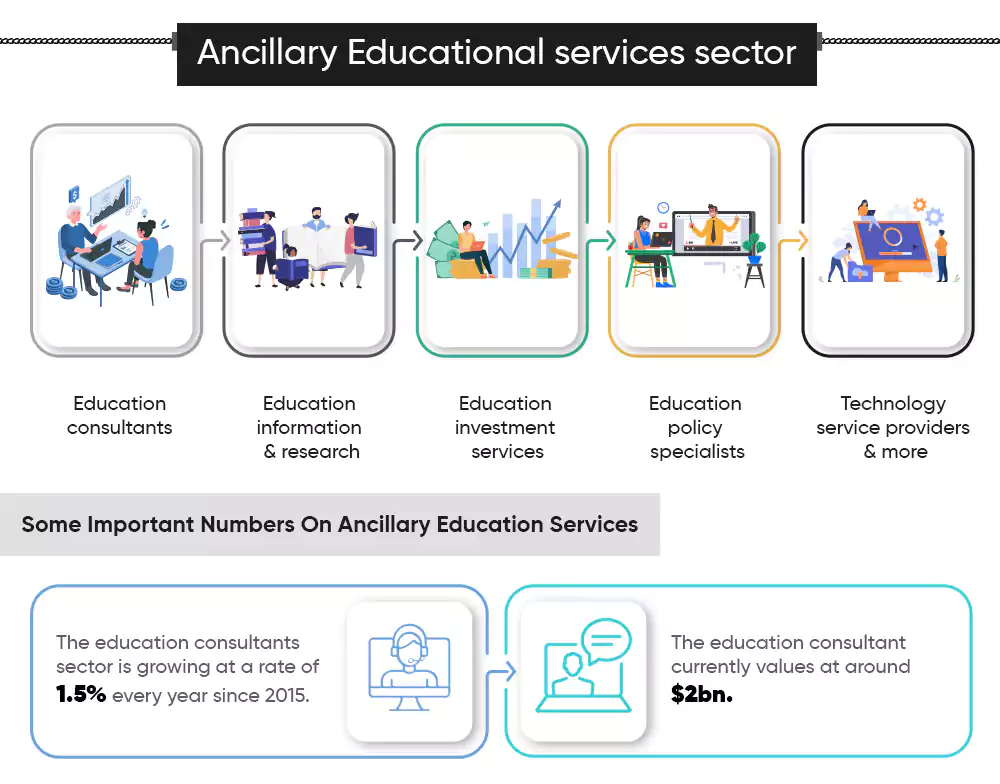 Ancillary Educational services sector
Education
consultants
Education
information
& research
Education
investment
services
Education
policy
specialists
Technology
service providers
& more
Some Important Numbers On Ancillary Education Services
The education consultants
sector is growing at a rate of
1.5% every year since 2015.
The education consultant
currently values at around
$2bn.